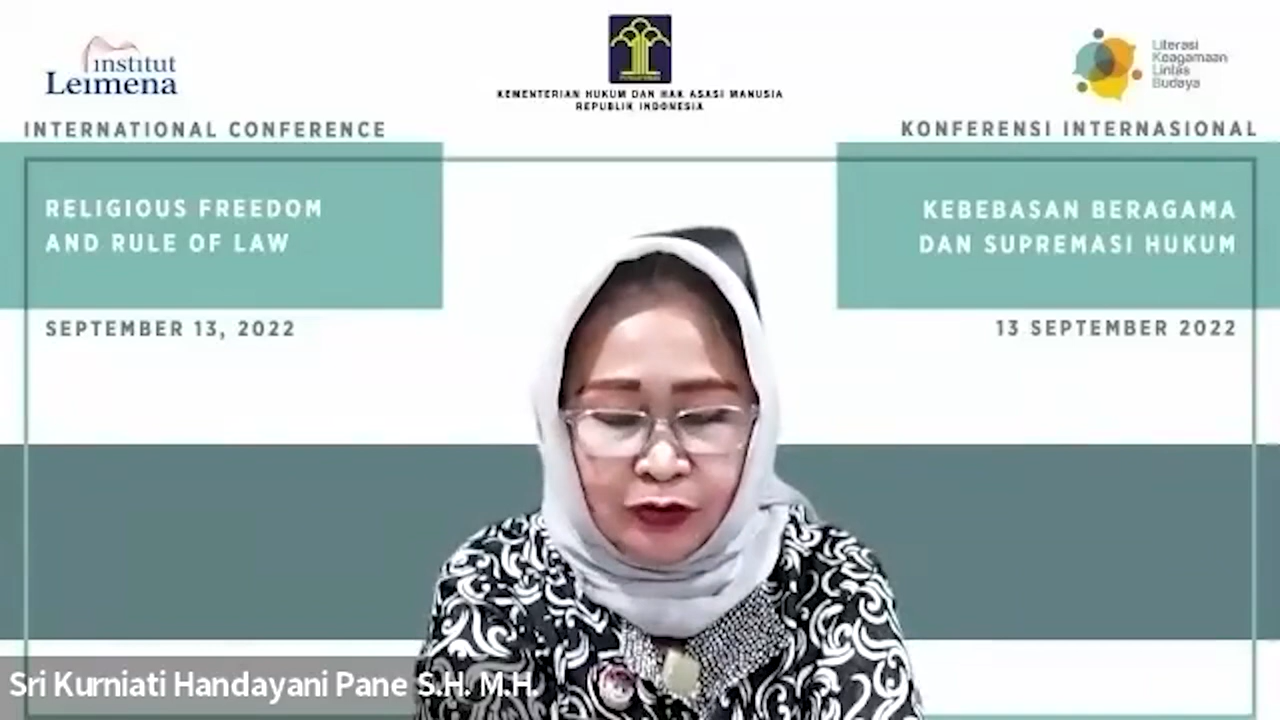 institut
Leimena
KEMENTERIAN HUKUM DAN HAK ASASI MANUSIA
REPUBLIK INDONESIA
Literasi
Keagamaan
Lintas
Budaya
INTERNATIONAL CONFERENCE
KONFERENSI INTERNASIONAL
RELIGIOUS FREEDOM
AND RULE OF LAW
KEBEBASAN BERAGAMA
DAN SUPREMASI HUKUM
SEPTEMBER 13, 2022
13 SEPTEMBER 2022
Sri Kurniati Handayani Pane S.H. M.H.